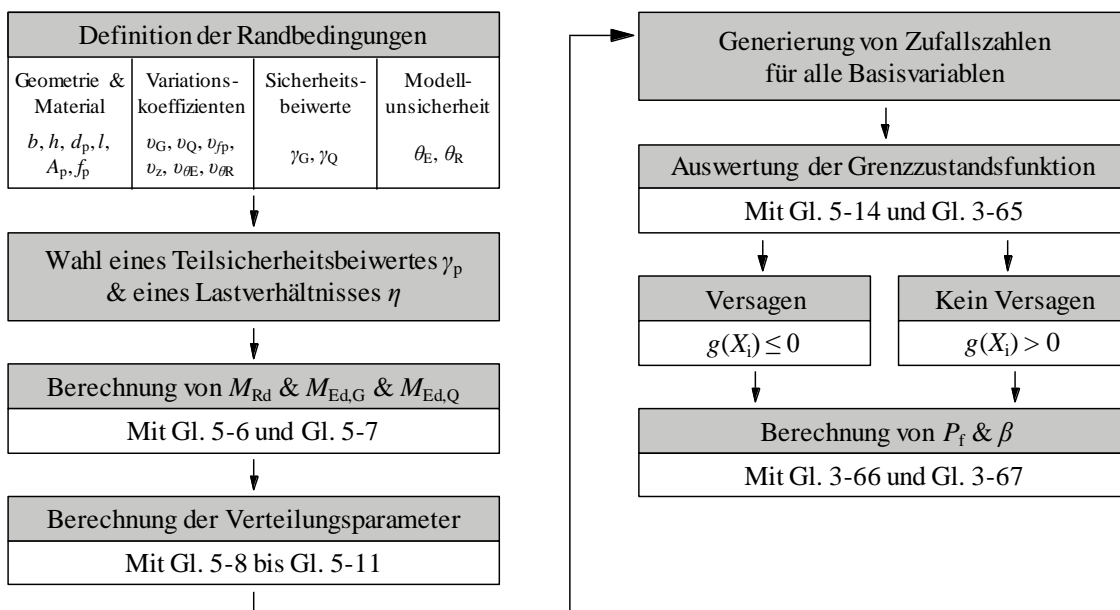 Definition der Randbedingungen
Geometrie &
Material
b, h, dp, l,
Ap, fp
Variations-
koeffizienten
υG, υQ, υfp,
υz, υθE, υθR
Sicherheits-
beiwerte
γG, γQ
Modell-
unsicherheit
θE, θR
Wahl eines Teilsicherheitsbeiwertes γp
& eines Lastverhältnisses η
Berechnung von MRd & MEd,G & MEd,Q
Mit Gl. 5-6 und Gl. 5-7
Berechnung der Verteilungsparameter
Mit Gl. 5-8 bis Gl. 5-11
Generierung von Zufallszahlen
für alle Basisvariablen
Auswertung der Grenzzustandsfunktion
Mit Gl. 5-14 und Gl. 3-65
Versagen
g(Xi) ≤ 0
Kein Versagen
g(Xi) > 0
Berechnung von Pf & β
Mit Gl. 3-66 und Gl. 3-67